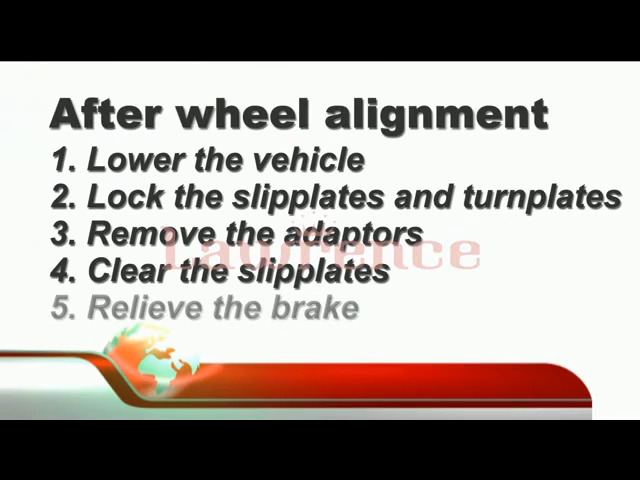 After wheel alignment
1. Lower the vehicle
2. Lock the slipplates and turnplates
3. Remove the adaptors
Lawrence
4. Clear the slipplates
5. Relieve the brake